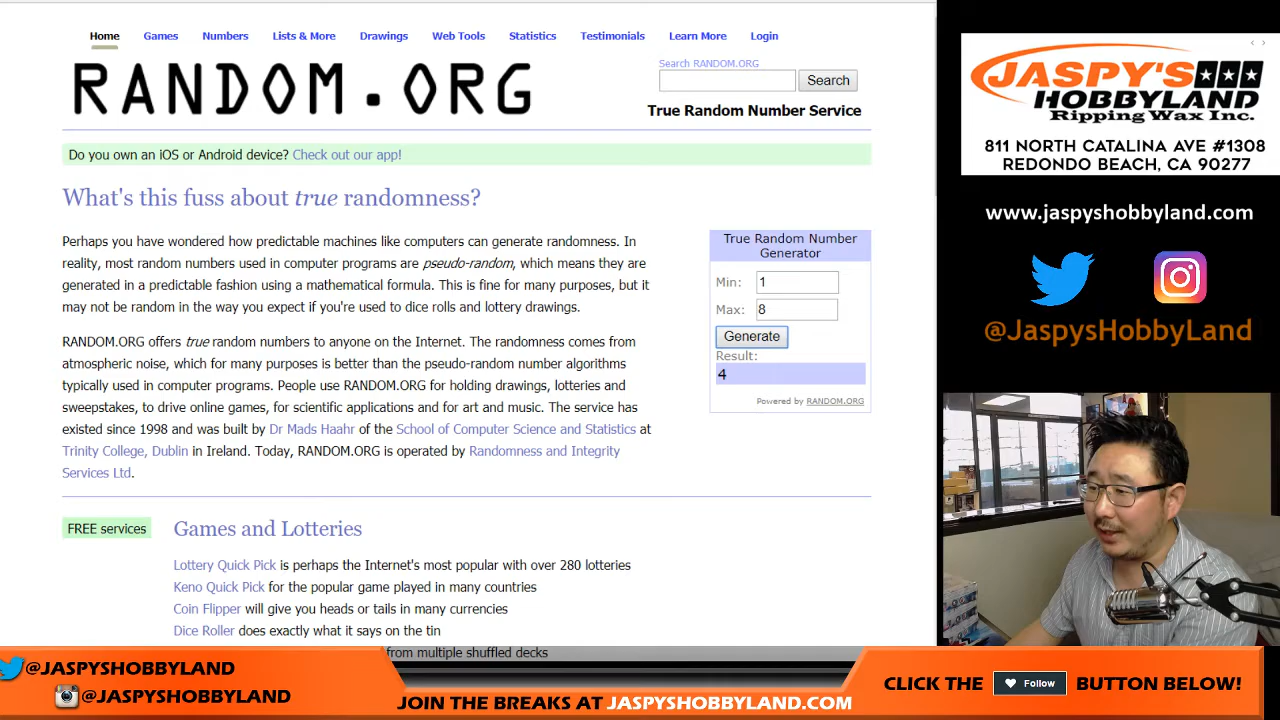 Home Games Numbers Lists & More Drawings Web Tools Statistics Testimonials Learn More Login
RANDOM.ORG
Search RANDOM.ORG
Search
True Random Number Service
Do you own an iOS or Android device? Check out our app!
What's this fuss about true randomness?
Perhaps you have wondered how predictable machines like computers can generate randomness. In
reality, most random numbers used in computer programs are pseudo-random, which means they are
generated in a predictable fashion using a mathematical formula. This is fine for many purposes, but it
may not be random in the way you expect if you're used to dice rolls and lottery drawings.
RANDOM.ORG offers true random numbers to anyone on the Internet. The randomness comes from
atmospheric noise, which for many purposes is better than the pseudo-random number algorithms
typically used in computer programs. People use RANDOM.ORG for holding drawings, lotteries and
sweepstakes, to drive online games, for scientific applications and for art and music. The service has
existed since 1998 and was built by Dr Mads Haahr of the School of Computer Science and Statistics at
Trinity College, Dublin in Ireland. Today, RANDOM.ORG is operated by Randomness and Integrity
Services Ltd.
True Random Number
Generator
Min: 1
Max: 8
Generate
Result:
4
Powered by RANDOM.ORG
FREE services
Games and Lotteries
Lottery Quick Pick is perhaps the Internet's most popular with over 280 lotteries
Keno Quick Pick for the popular game played in many countries
Coin Flipper will give you heads or tails in many currencies
Dice Roller does exactly what it says on the tin
from multiple shuffled decks
JASPY'S
HOBBYLAND
Ripping Wax Inc.
811 NORTH CATALINA AVE #1308
REDONDO BEACH, CA 90277
www.jaspyshobbyland.com
@JaspysHobbyLand
@JASPYSHOBBYLAND
@JASPYSHOBBYLAND
JOIN THE BREAKS AT JASPYSHOBBYLAND.COM
CLICK THE Follow BUTTON BELOW!